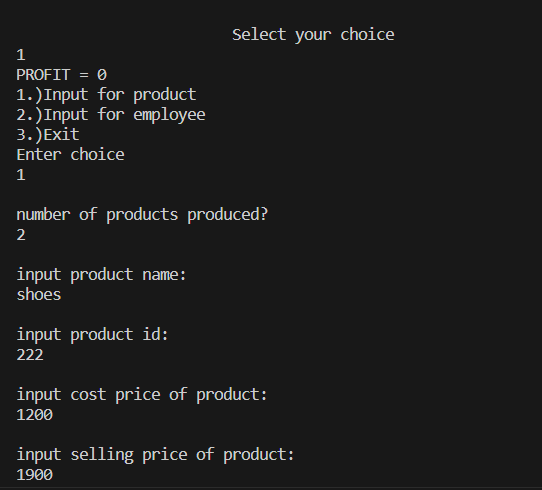 Select your choice
1
PROFIT = 0
1.)Input for product
2.)Input for employee
3.)Exit
Enter choice
1
number of products produced?
2
input product name:
shoes
input product id:
222
input cost price of product:
1200
input selling price of product:
1900